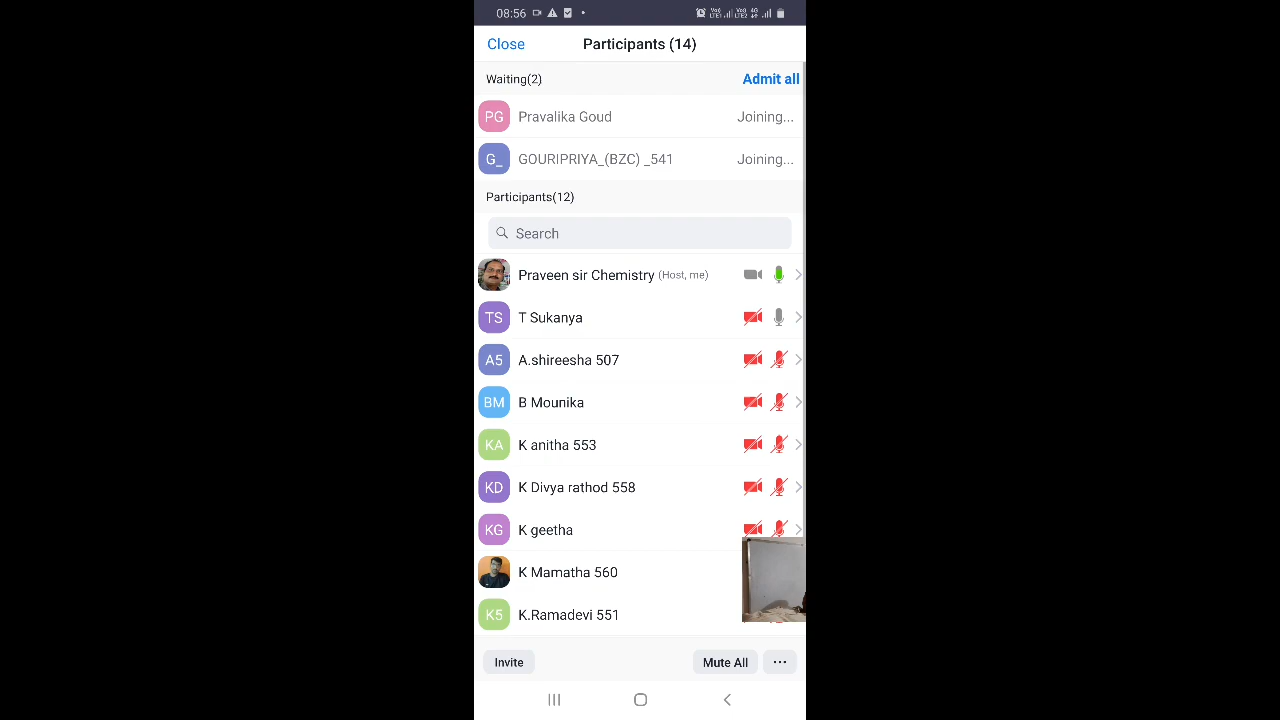 08:56
Close Participants (14)
Waiting(2) Admit all
PG Pravalika Goud Joining...
G_ GOURIPRIYA_(BZC) _541 Joining...
Participants(12)
Search
Praveen sir Chemistry (Host, me)
TS T Sukanya
A5 A.shireesha 507
BM B Mounika
KA K anitha 553
KD K Divya rathod 558
KG K geetha
K Mamatha 560
K5 K.Ramadevi 551
Invite Mute All